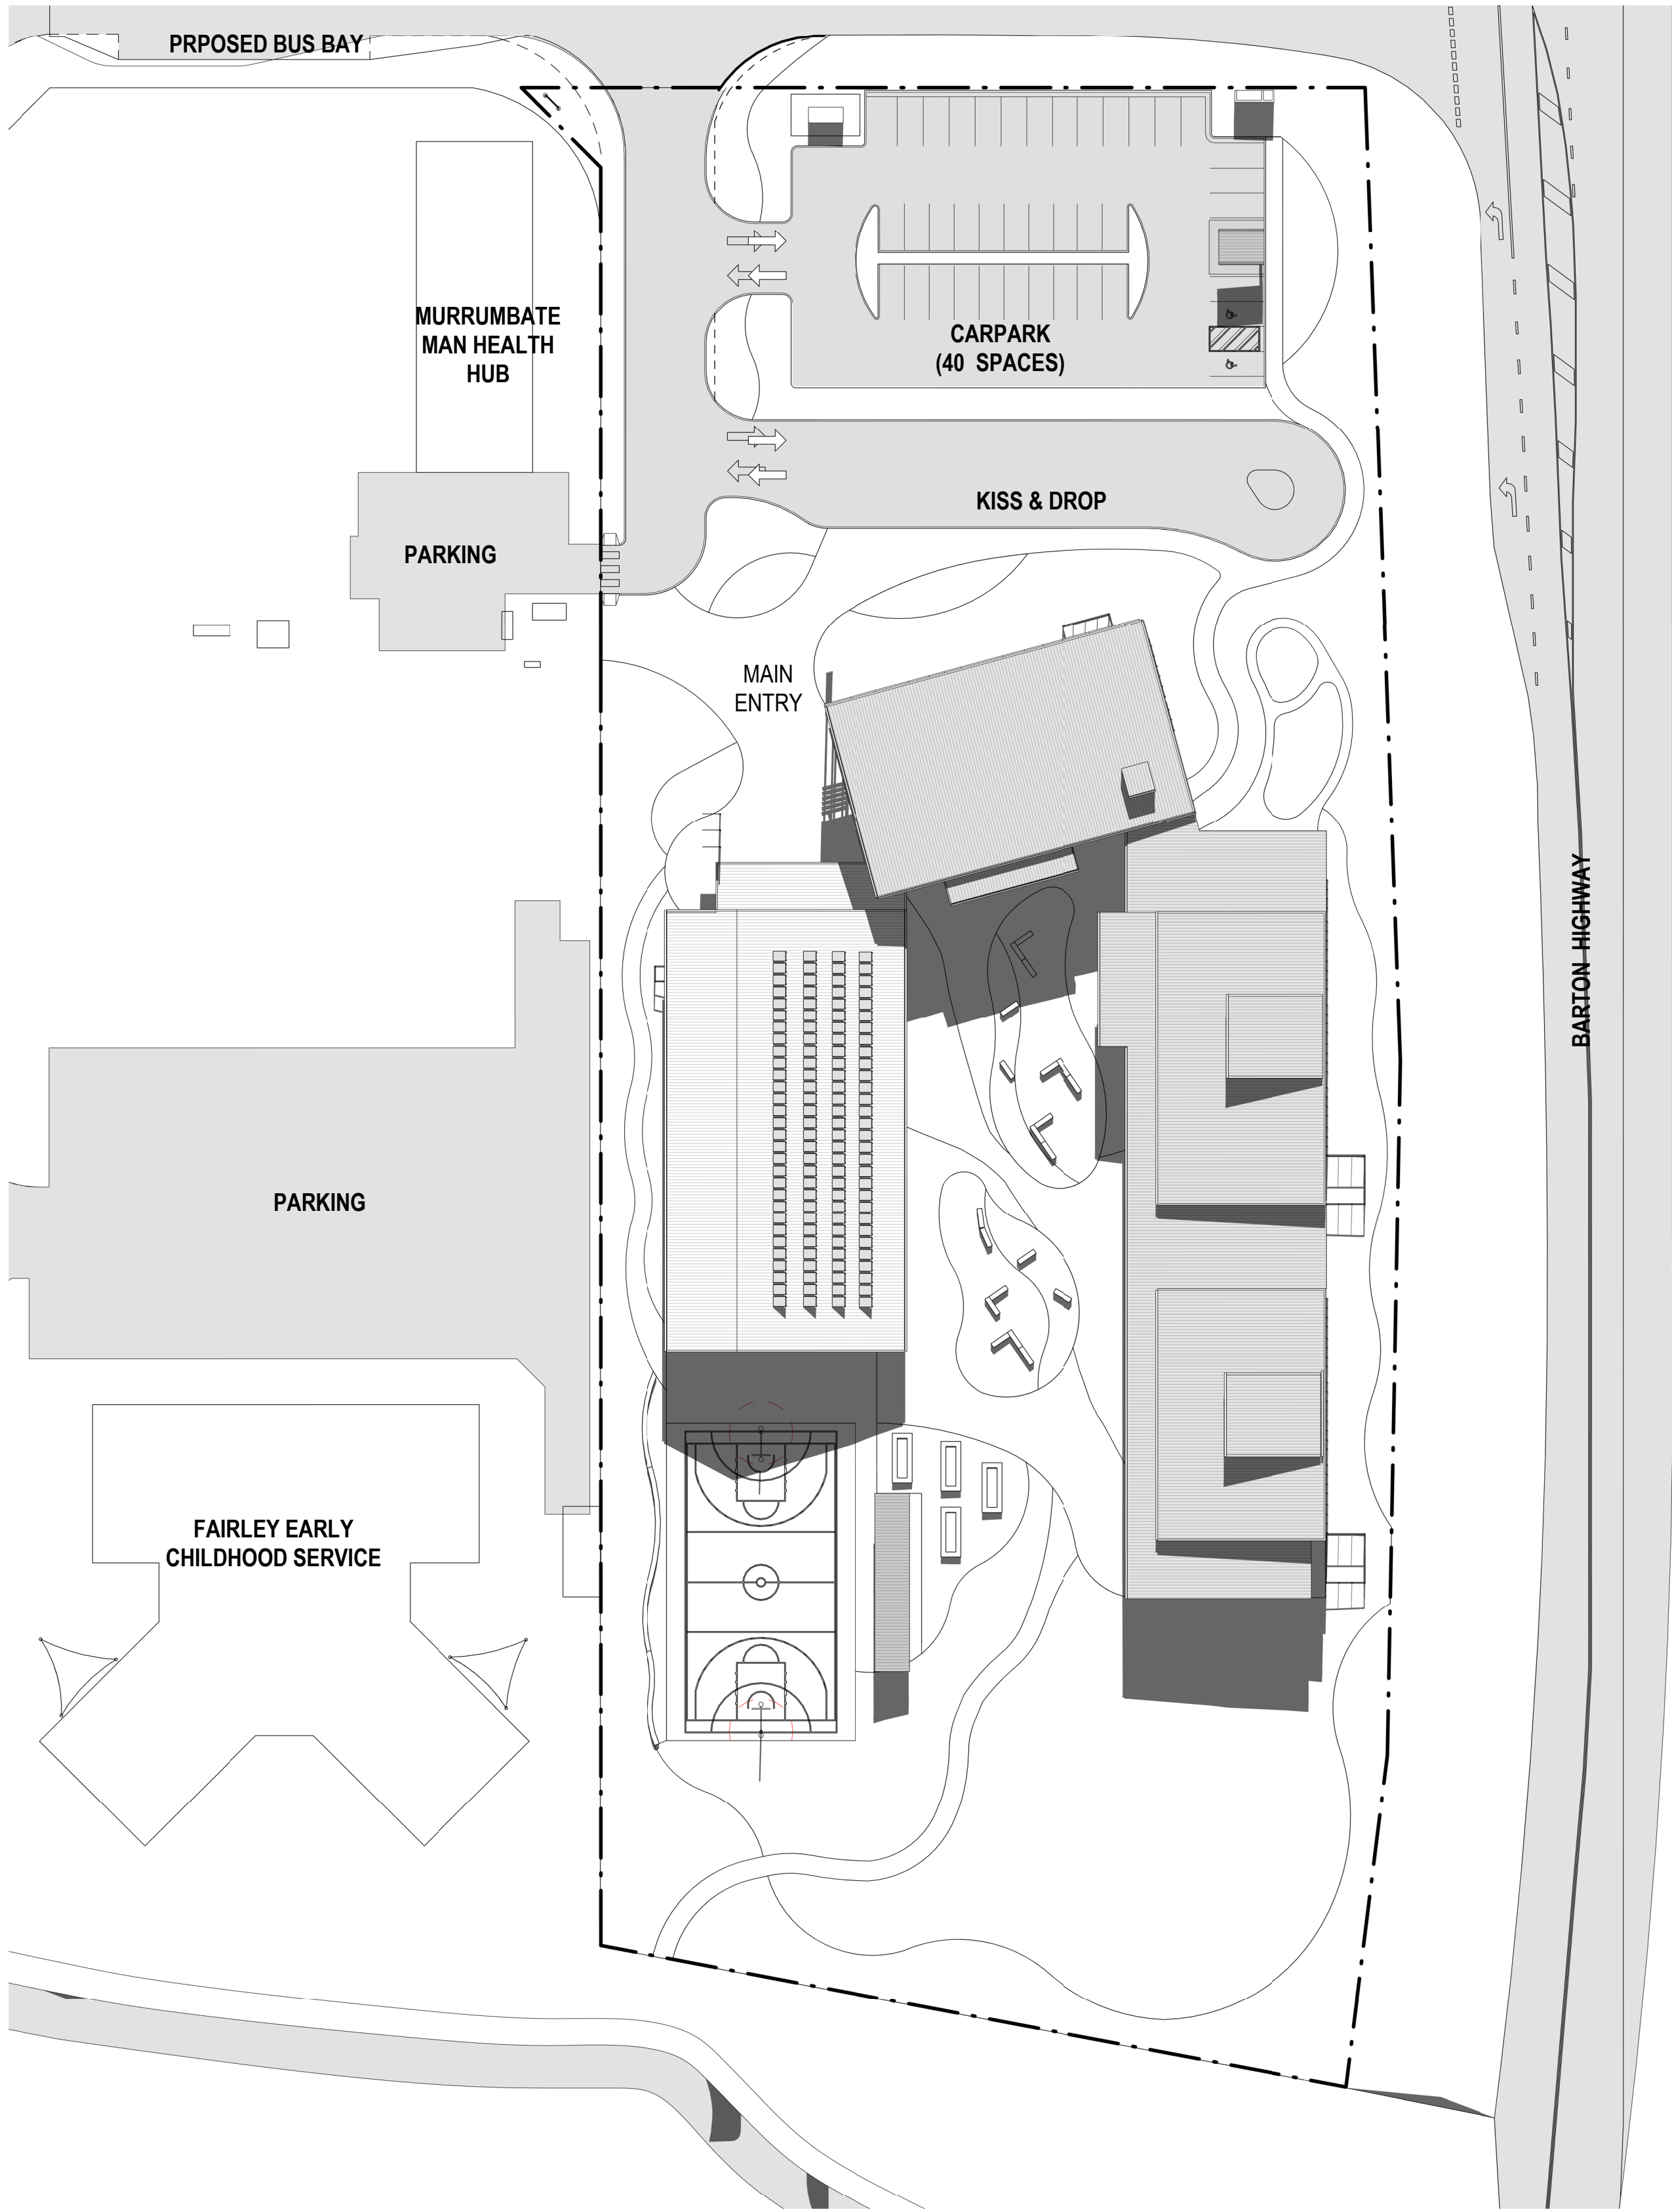 PRPOSED BUS BAY
MURRUMBATE
MAN HEALTH
HUB
CARPARK
(40 SPACES)
KISS & DROP
PARKING
MAIN
ENTRY
BARTON HIGHWAY
PARKING
FAIRLEY EARLY
CHILDHOOD SERVICE